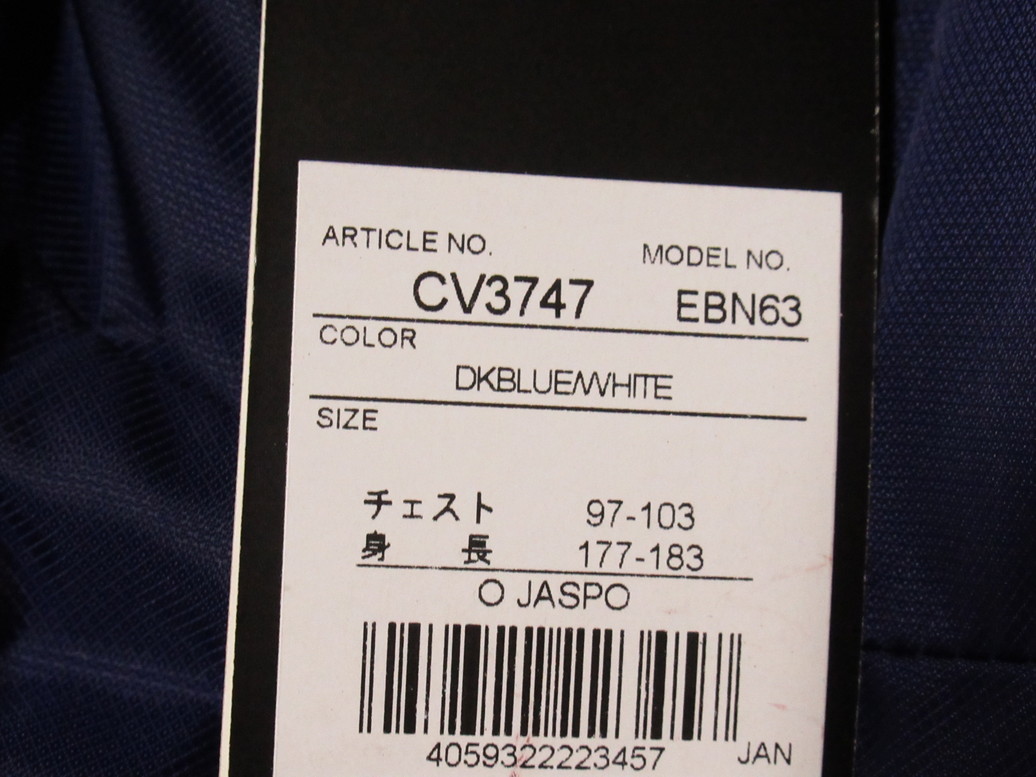 ARTICLE NO. MODEL NO.
CV3747 EBN63
COLOR
DKBLUE/WHITE
SIZE
チェスト 97-103
身長 177-183
O JASPO
4059322223457 JAN